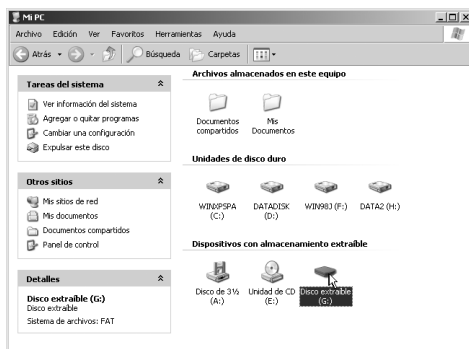 Mi PC
Archivo Edición Ver Favoritos Herramientas Ayuda
Atrás Búsqueda Carpetas
Tareas del sistema
Ver información del sistema
Agregar o quitar programas
Cambiar una configuración
Expulsar este disco
Otros sitios
Mis sitios de red
Mis documentos
Documentos compartidos
Panel de control
Detalles
Disco extraíble (G:)
Disco extraíble
Sistema de archivos: FAT
Archivos almacenados en este equipo
Documentos compartidos
Mis Documentos
Unidades de disco duro
WINXPSPA (C:)
DATADISK (D:)
WIN98J (F:)
DATA2 (H:)
Dispositivos con almacenamiento extraíble
Disco de 3½ (A:)
Unidad de CD (E:)
Disco extraíble (G:)